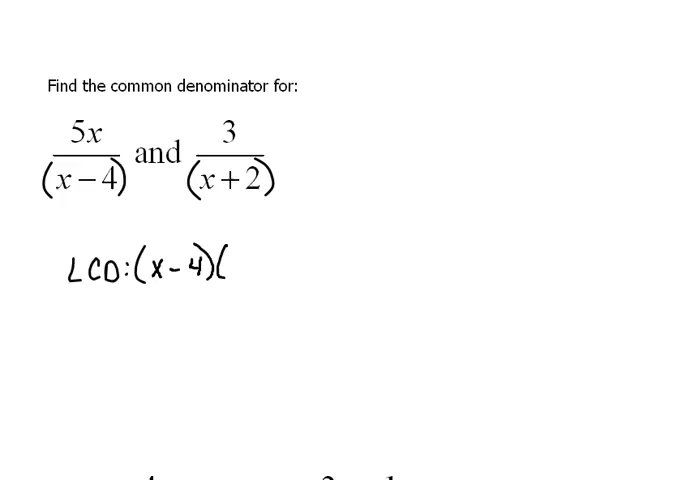 Find the common denominator for:
5x and 3
(x − 4) (x + 2)
LCD:(x - 4)(